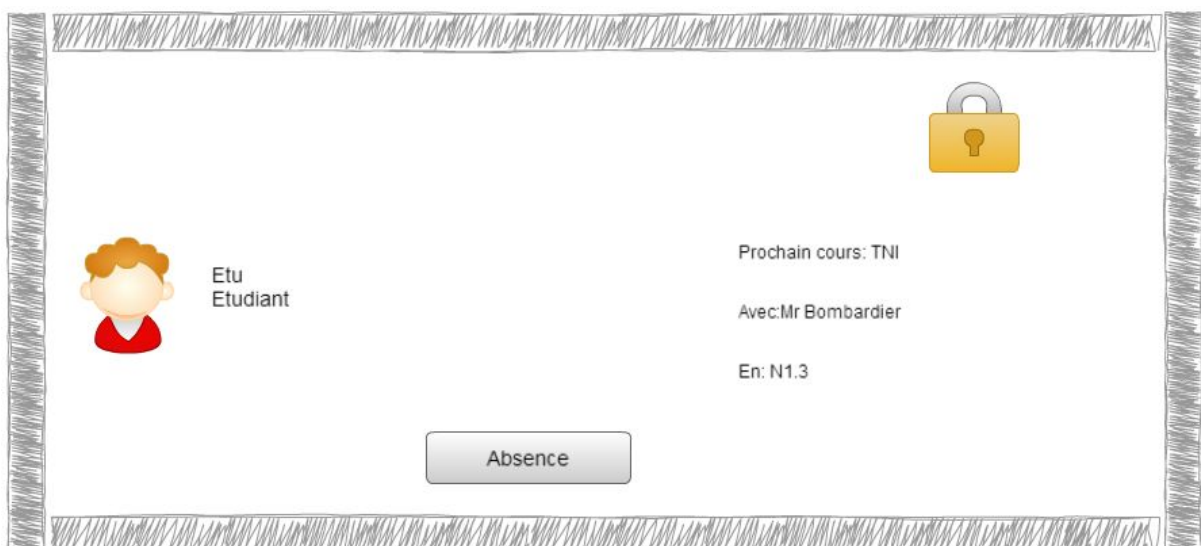 Etu
Etudiant
Prochain cours: TNI
Avec:Mr Bombardier
En: N1.3
Absence